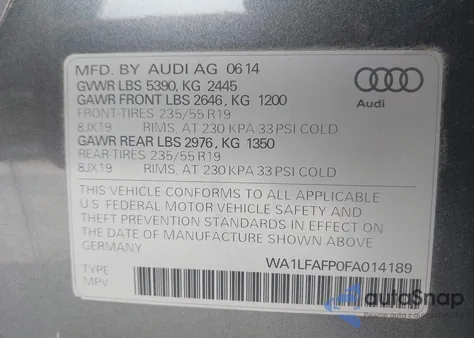 MFD. BY AUDI AG 06 14
GVWR LBS 5390, KG 2445
GAWR FRONT LBS 2646, KG 1200
FRONT-TIRES 235/55 R19
8JX19 RIMS, AT 230 KPA 33 PSI COLD
GAWR REAR LBS 2976, KG 1350
REAR-TIRES 235/55 R19
8JX19 RIMS, AT 230 KPA 33 PSI COLD
Audi
THIS VEHICLE CONFORMS TO ALL APPLICABLE
U.S. FEDERAL MOTOR VEHICLE SAFETY AND
THEFT PREVENTION STANDARDS IN EFFECT ON THE
DATE OF MANUFACTURE SHOWN ABOVE.
GERMANY
WA1LFAFP0FA014189
TYPE
MPV
autoSnap